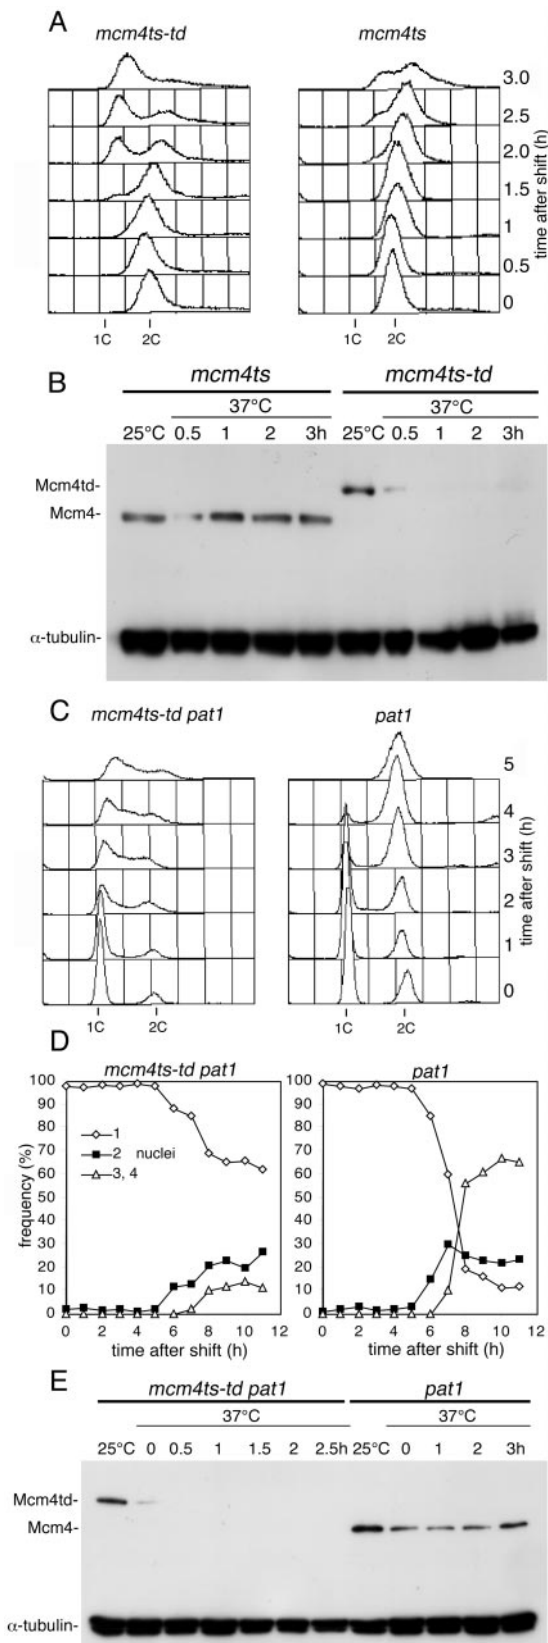 A
mcm4ts-td mcm4ts
3.0
2.5
2.0
1.5
1
0.5
0
time after shift (h)
1C 2C 1C 2C
B
mcm4ts mcm4ts-td
37°C 37°C
25°C 0.5 1 2 3h 25°C 0.5 1 2 3h
Mcm4td-
Mcm4-
α-tubulin-
C
mcm4ts-td pat1 pat1
5
4
3
2
1
0
time after shift (h)
1C 2C 1C 2C
D
mcm4ts-td pat1 pat1
100 100
90 90
80 80
70 70
60 60
50 50
40 40
30 30
20 20
10 10
0 0
frequency (%)
1
2 nuclei
3, 4
0 2 4 6 8 10 12 0 2 4 6 8 10 12
time after shift (h) time after shift (h)
E
mcm4ts-td pat1 pat1
37°C 37°C
25°C 0 0.5 1 1.5 2 2.5h 25°C 0 1 2 3h
Mcm4td-
Mcm4-
α-tubulin-